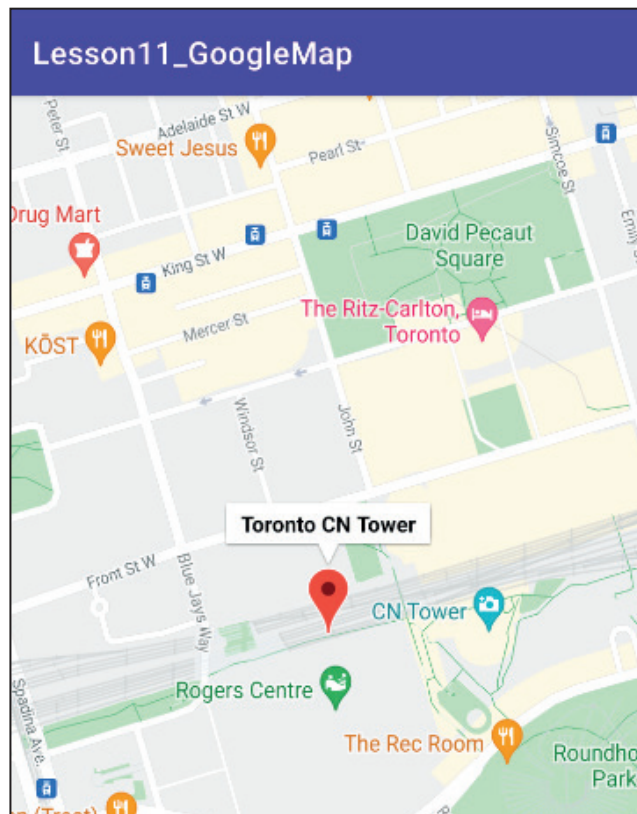 Lesson11_GoogleMap
Peter St
Adelaide St W
Sweet Jesus
Pearl St
Simcoe St
Drug Mart
David Pecaut
Square
Emily St
King St W
The Ritz-Carlton,
Toronto
Mercer St
KŌST
Windsor St
John St
Toronto CN Tower
Front St W
Blue Jays Way
CN Tower
Rogers Centre
Spadina Ave.
The Rec Room
Roundho
Park